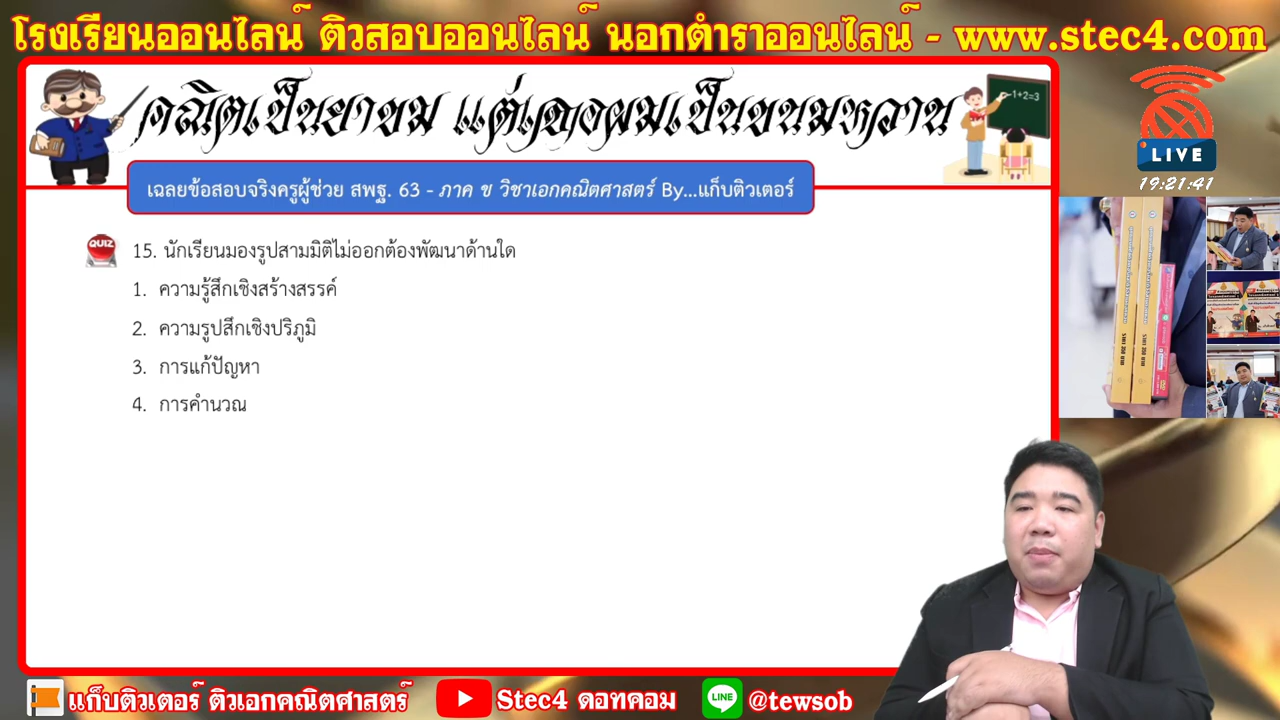 โรงเรียนออนไลน์ ติวสอบออนไลน์ นอกตำราออนไลน์ - www.stec4.com
คณิตเป็นยาขม แต่เจอผมเป็นขนมหวาน
1+2=3
LIVE
19:21:41
เฉลยข้อสอบจริงครูผู้ช่วย สพฐ. 63 - ภาค ข วิชาเอกคณิตศาสตร์ By...แก็บติวเตอร์
QUIZ
15. นักเรียนมองรูปสามมิติไม่ออกต้องพัฒนาด้านใด
1. ความรู้สึกเชิงสร้างสรรค์
2. ความรูปสึกเชิงปริภูมิ
3. การแก้ปัญหา
4. การคำนวณ
แก็บติวเตอร์ ติวเอกคณิตศาสตร์
Stec4 ดอทคอม
LINE
@tewsob